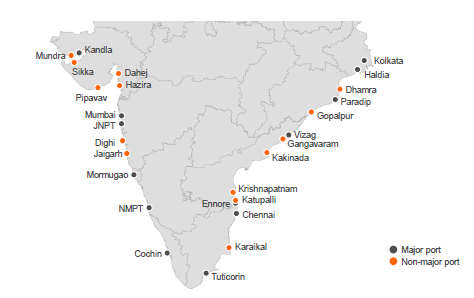 Kandla
Mundra
Sikka
Dahej
Hazira
Pipavav
Mumbai
JNPT
Dighi
Jaigarh
Mormugao
NMPT
Cochin
Tuticorin
Karaikal
Chennai
Ennore
Katupalli
Krishnapatnam
Kakinada
Gangavaram
Vizag
Gopalpur
Paradip
Dhamra
Haldia
Kolkata
Major port
Non-major port